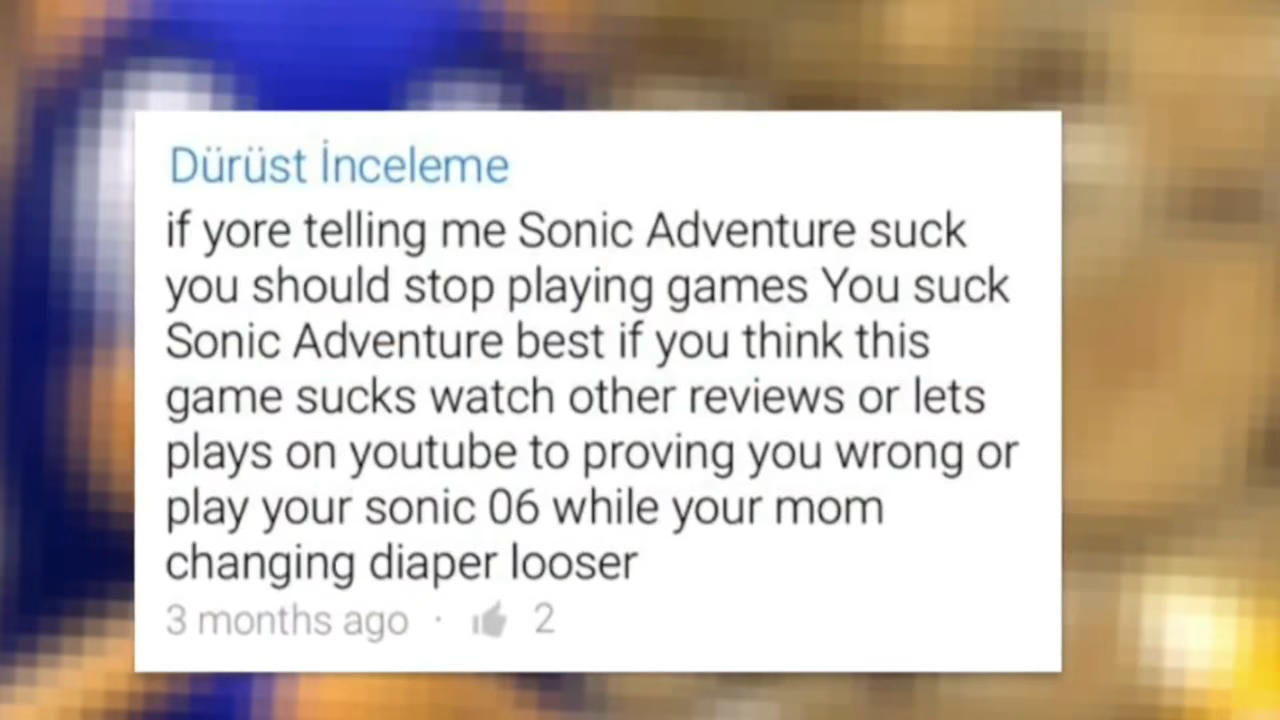 Dürüst İnceleme
if yore telling me Sonic Adventure suck
you should stop playing games You suck
Sonic Adventure best if you think this
game sucks watch other reviews or lets
plays on youtube to proving you wrong or
play your sonic 06 while your mom
changing diaper looser
3 months ago · 2